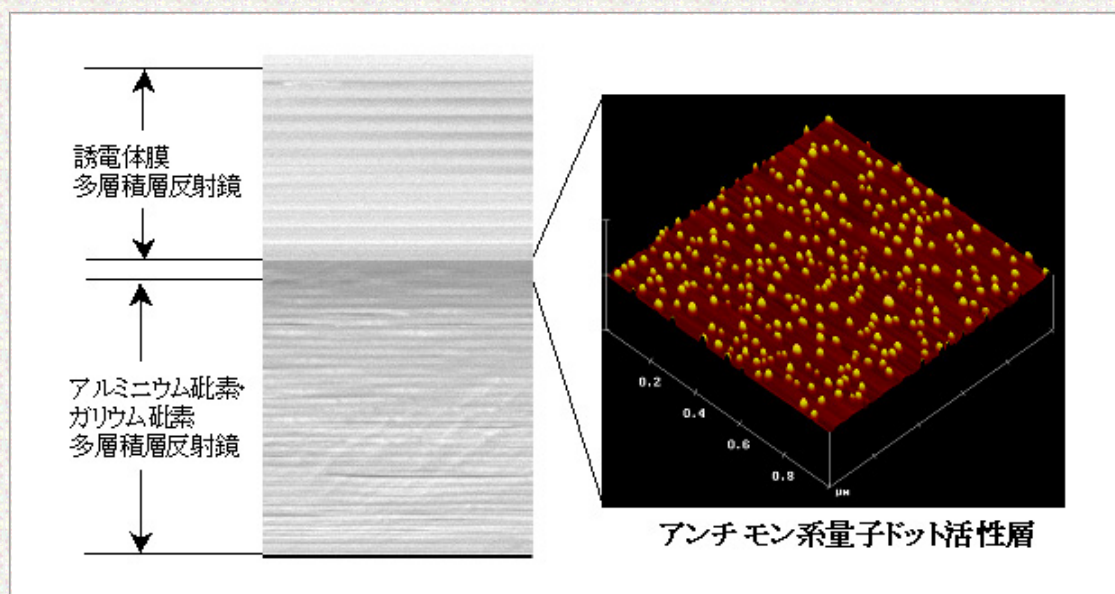 誘電体膜
多層積層反射鏡
アルミニウム砒素・
ガリウム砒素
多層積層反射鏡
0.2
0.4
0.6
0.8
μM
アンチモン系量子ドット活性層